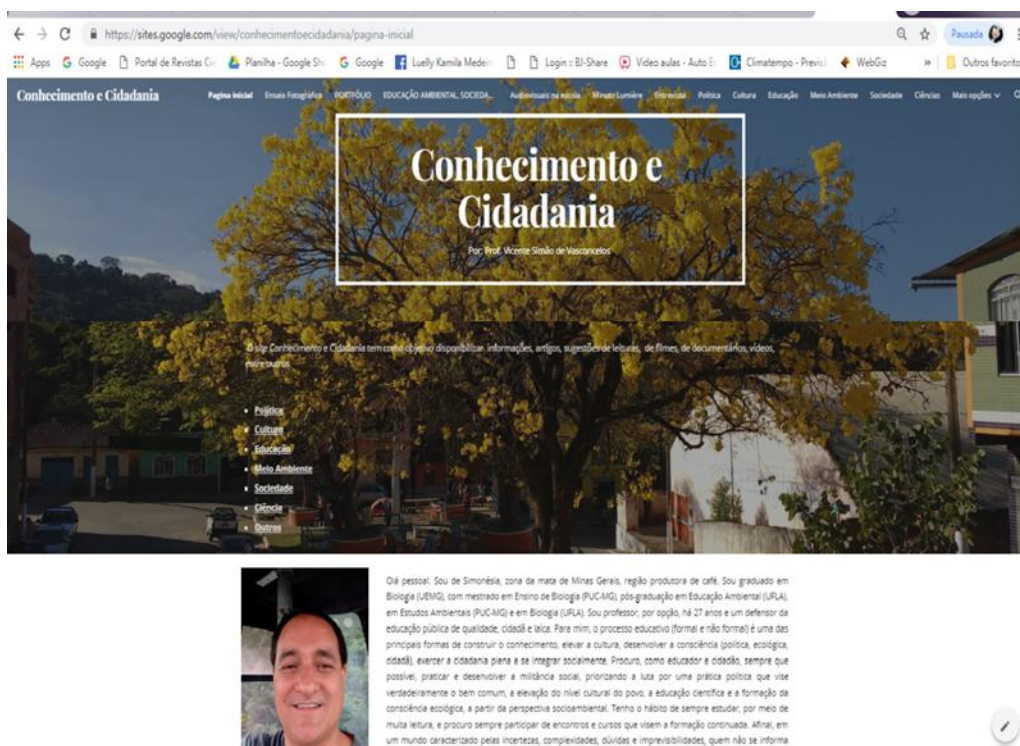 https://sites.google.com/view/conhecimentoecidadania/pagina-inicial
Pausada
Apps Google Portal de Revistas Planilha - Google Sh Google Luelly Kamila Medei Login :: BJ-Share Video aulas - Auto Climatempo - Previs WebGiz » Outros favorito
Conhecimento e Cidadania Pagina inicial Ensaio Fotográfico PORTFÓLIO EDUCAÇÃO AMBIENTAL, SOCIEDA... Audiovisuais na escola Minuto Lumière Entrevista Política Cultura Educação Meio Ambiente Sociedade Ciências Mais opções
Conhecimento e
Cidadania
Por: Prof. Vicente Simão de Vasconcelos
O site Conhecimento e Cidadania tem como objetivo disponibilizar informações, artigos, sugestões de leituras, de filmes, de documentários, vídeos,
entre outros
• Política
• Cultura
• Educação
• Meio Ambiente
• Sociedade
• Ciência
• Outros
Olá pessoal. Sou de Simonésia, zona da mata de Minas Gerais, região produtora de café. Sou graduado em
Biologia (UEMG), com mestrado em Ensino de Biologia (PUC-MG), pós-graduação em Educação Ambiental (UFLA),
em Estudos Ambientais (PUC-MG) e em Biologia (UFLA). Sou professor, por opção, há 27 anos e um defensor da
educação pública de qualidade, cidadã e laica. Para mim, o processo educativo (formal e não formal) é uma das
principais formas de construir o conhecimento, elevar a cultura, desenvolver a consciência (política, ecológica,
cidadã), exercer a cidadania plena e se integrar socialmente. Procuro, como educador e cidadão, sempre que
possível, praticar e desenvolver a militância social, priorizando a luta por uma prática política que vise
verdadeiramente o bem comum, a elevação do nível cultural do povo, a educação científica e a formação da
consciência ecológica, a partir da perspectiva socioambiental. Tenho o hábito de sempre estudar, por meio de
muita leitura, e procuro sempre participar de encontros e cursos que visem a formação continuada. Afinal, em
um mundo caracterizado pelas incertezas, complexidades, dúvidas e imprevisibilidades, quem não se informa